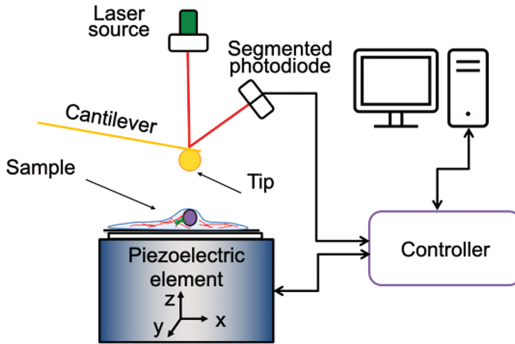 Laser
source
Segmented
photodiode
Cantilever
Sample
Tip
Controller
Piezoelectric
element
z
y
x